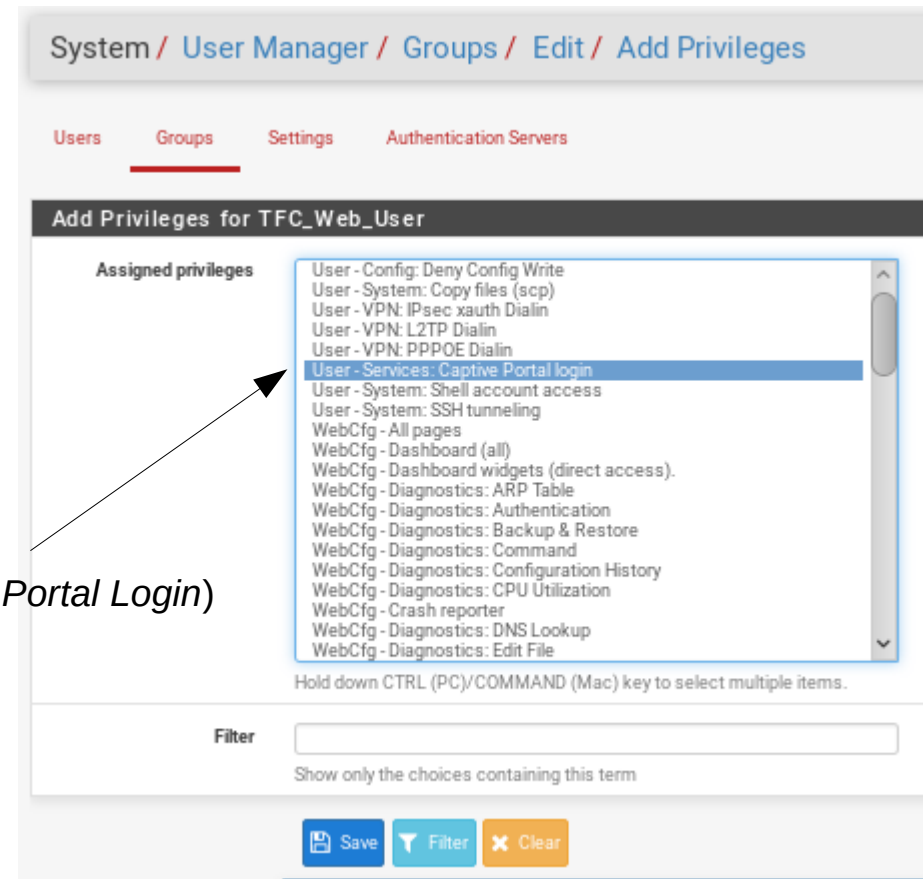 System / User Manager / Groups / Edit / Add Privileges
Users Groups Settings Authentication Servers
Add Privileges for TFC_Web_User
Assigned privileges
User - Config: Deny Config Write
User - System: Copy files (scp)
User - VPN: IPsec xauth Dialin
User - VPN: L2TP Dialin
User - VPN: PPPOE Dialin
User - Services: Captive Portal login
User - System: Shell account access
User - System: SSH tunneling
WebCfg - All pages
WebCfg - Dashboard (all)
WebCfg - Dashboard widgets (direct access).
WebCfg - Diagnostics: ARP Table
WebCfg - Diagnostics: Authentication
WebCfg - Diagnostics: Backup & Restore
WebCfg - Diagnostics: Command
WebCfg - Diagnostics: Configuration History
WebCfg - Diagnostics: CPU Utilization
WebCfg - Crash reporter
WebCfg - Diagnostics: DNS Lookup
WebCfg - Diagnostics: Edit File
Portal Login)
Hold down CTRL (PC)/COMMAND (Mac) key to select multiple items.
Filter
Show only the choices containing this term
Save Filter Clear